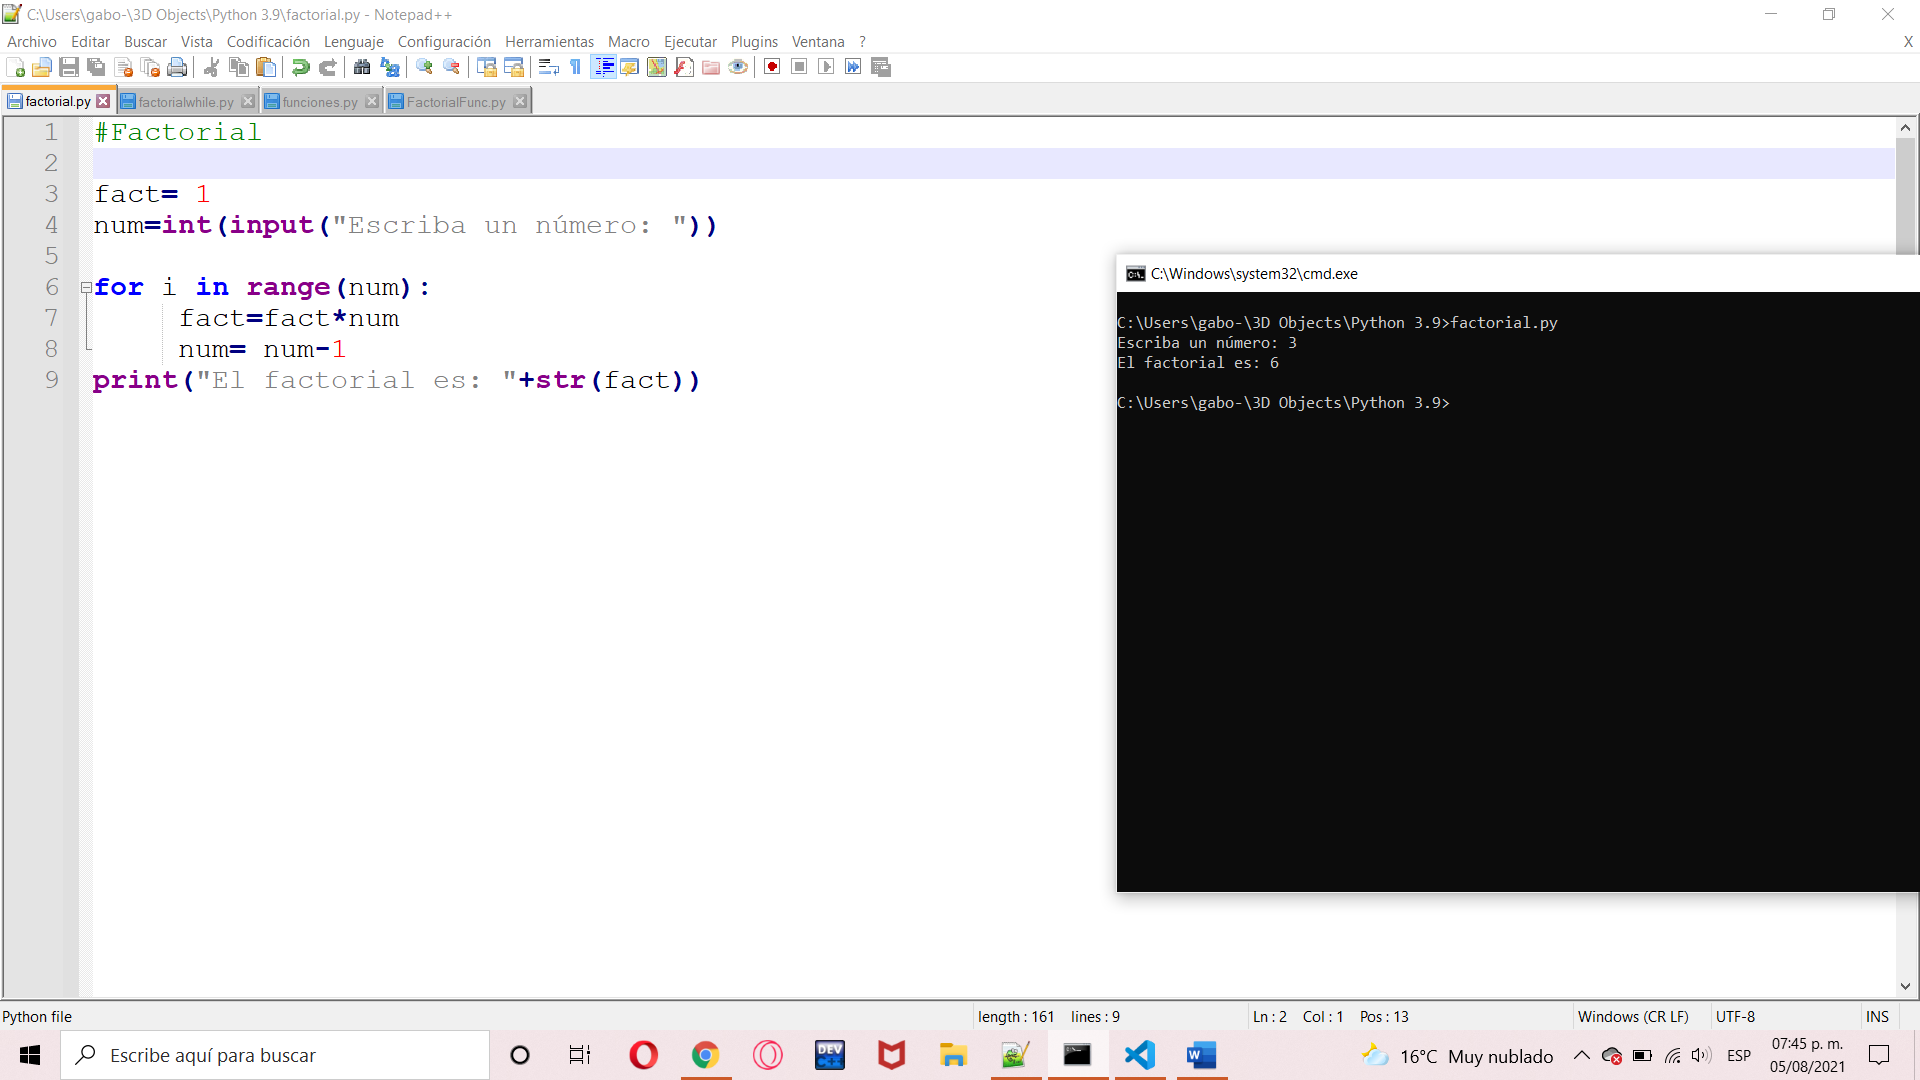 C:\Users\gabo-\3D Objects\Python 3.9\factorial.py - Notepad++
Archivo Editar Buscar Vista Codificación Lenguaje Configuración Herramientas Macro Ejecutar Plugins Ventana ? X
factorial.py factorialwhile.py funciones.py FactorialFunc.py
1 #Factorial
2
3 fact= 1
4 num=int(input("Escriba un número: "))
5
6 for i in range(num):
7 fact=fact*num
8 num= num-1
9 print("El factorial es: "+str(fact))
C:\Windows\system32\cmd.exe
C:\Users\gabo-\3D Objects\Python 3.9>factorial.py
Escriba un número: 3
El factorial es: 6
C:\Users\gabo-\3D Objects\Python 3.9>
Python file length : 161 lines : 9 Ln : 2 Col : 1 Pos : 13 Windows (CR LF) UTF-8 INS
Escribe aquí para buscar
DEV C++
W
16°C Muy nublado
ESP
07:45 p. m.
05/08/2021